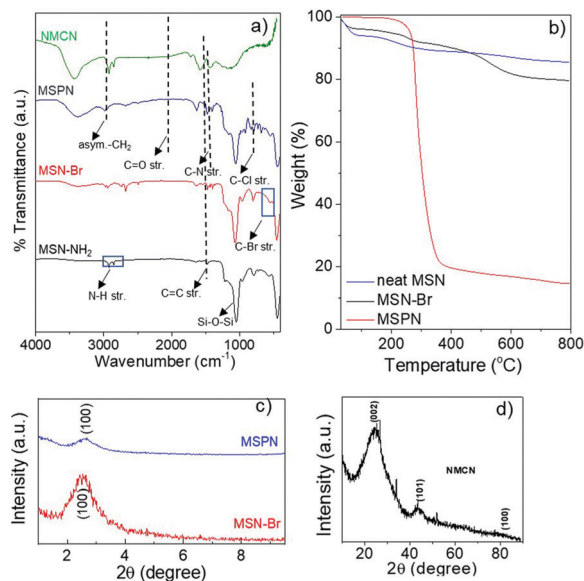 a)
NMCN
MSPN
asym.-CH2
C=O str.
C-N str.
C-Cl str.
MSN-Br
C-Br str.
MSN-NH2
N-H str.
C=C str.
Si-O-Si
% Transmittance (a.u.)
4000 3000 2000 1000
Wavenumber (cm-1)
b)
100
80
60
40
20
0
Weight (%)
neat MSN
MSN-Br
MSPN
200 400 600 800
Temperature (oC)
c)
(100)
MSPN
(100)
MSN-Br
Intensity (a.u.)
2 4 6 8
2θ (degree)
d)
(002)
NMCN
(101)
(100)
Intensity (a.u.)
20 40 60 80
2θ (degree)